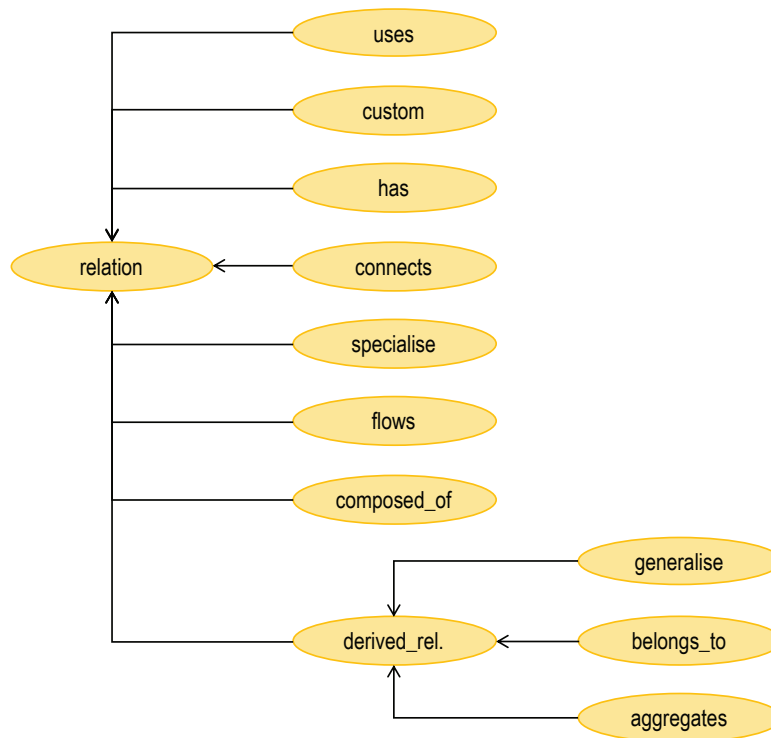 uses
custom
has
relation
connects
specialise
flows
composed_of
generalise
derived_rel.
belongs_to
aggregates